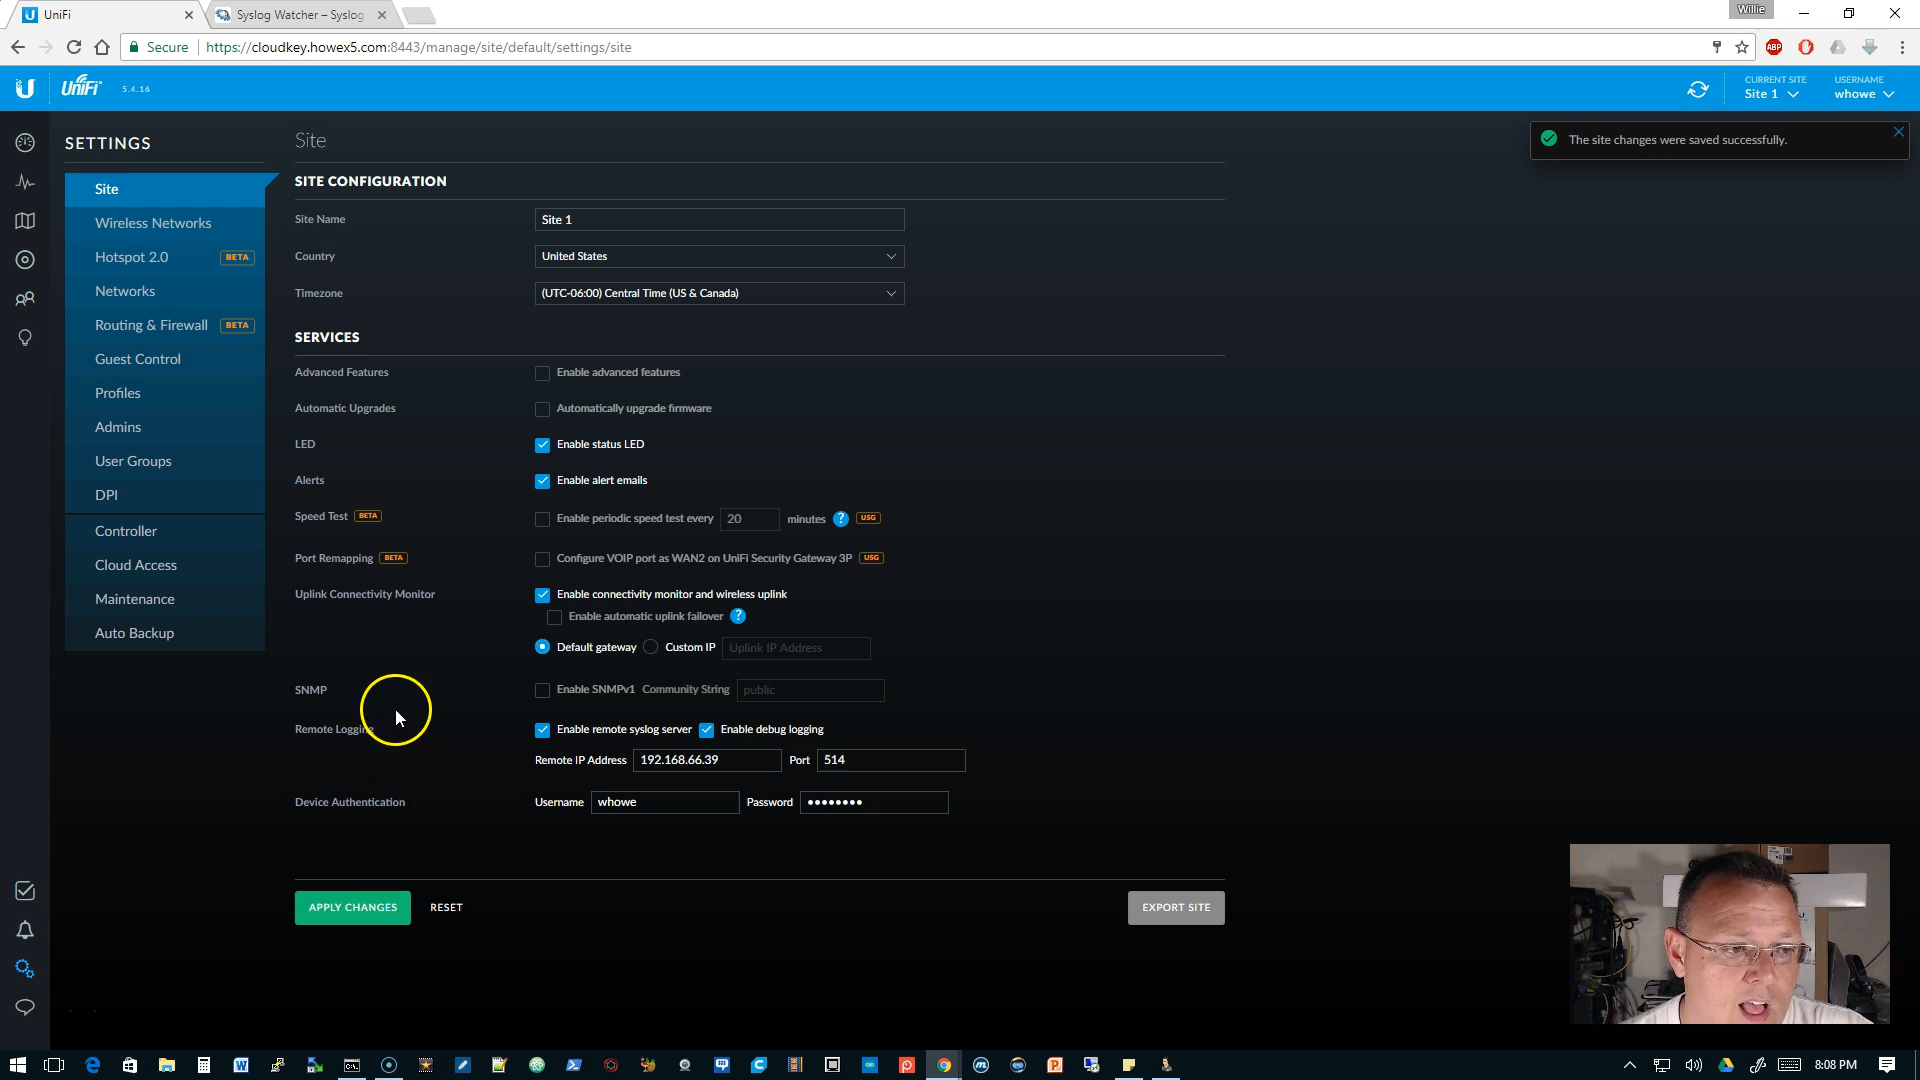 UniFi
Syslog Watcher – Syslog
Willie
Secure
https://cloudkey.howex5.com:8443/manage/site/default/settings/site
ABP
UniFi
5.4.16
CURRENT SITE
Site 1
USERNAME
whowe
The site changes were saved successfully.
SETTINGS
Site
Wireless Networks
Hotspot 2.0 BETA
Networks
Routing & Firewall BETA
Guest Control
Profiles
Admins
User Groups
DPI
Controller
Cloud Access
Maintenance
Auto Backup
Site
SITE CONFIGURATION
Site Name Site 1
Country United States
Timezone (UTC-06:00) Central Time (US & Canada)
SERVICES
Advanced Features Enable advanced features
Automatic Upgrades Automatically upgrade firmware
LED Enable status LED
Alerts Enable alert emails
Speed Test BETA Enable periodic speed test every 20 minutes ? USG
Port Remapping BETA Configure VOIP port as WAN2 on UniFi Security Gateway 3P USG
Uplink Connectivity Monitor Enable connectivity monitor and wireless uplink
Enable automatic uplink failover ?
Default gateway Custom IP Uplink IP Address
SNMP Enable SNMPv1 Community String public
Remote Logging Enable remote syslog server Enable debug logging
Remote IP Address 192.168.66.39 Port 514
Device Authentication Username whowe Password ••••••••
APPLY CHANGES RESET EXPORT SITE
8:08 PM